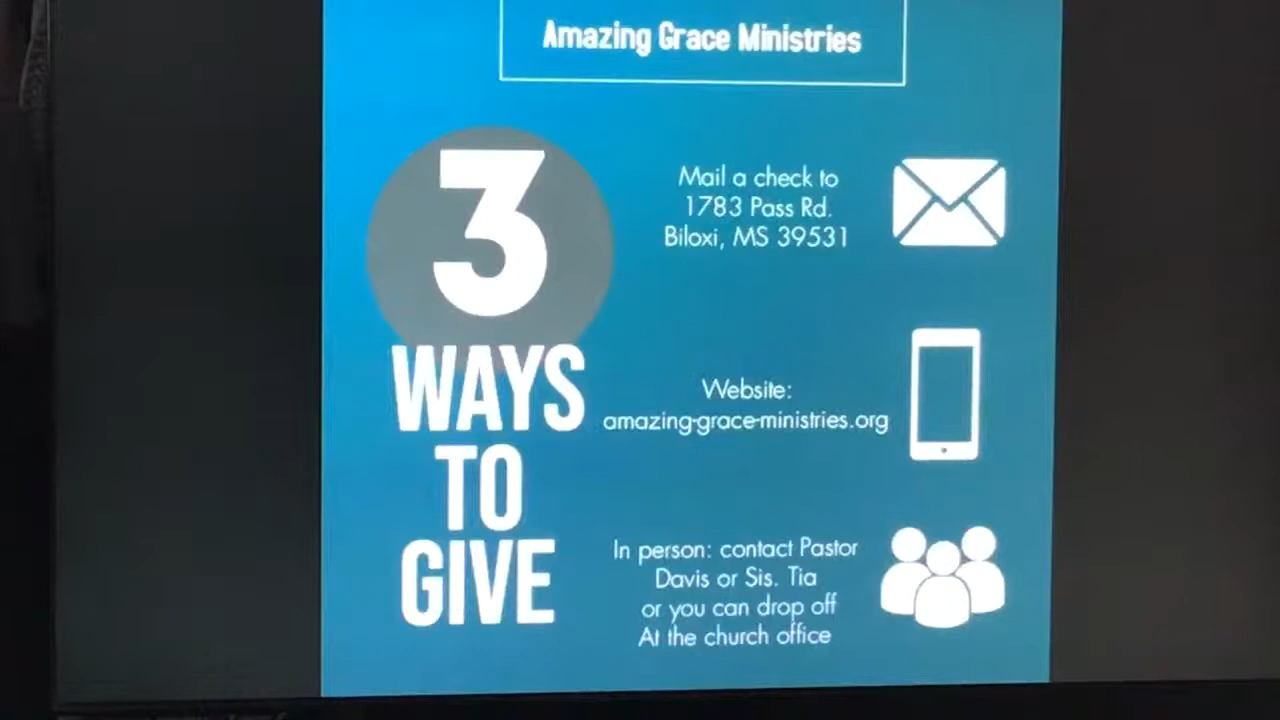 Amazing Grace Ministries
3
WAYS
TO
GIVE
Mail a check to
1783 Pass Rd.
Biloxi, MS 39531
Website:
amazing-grace-ministries.org
In person: contact Pastor
Davis or Sis. Tia
or you can drop off
At the church office